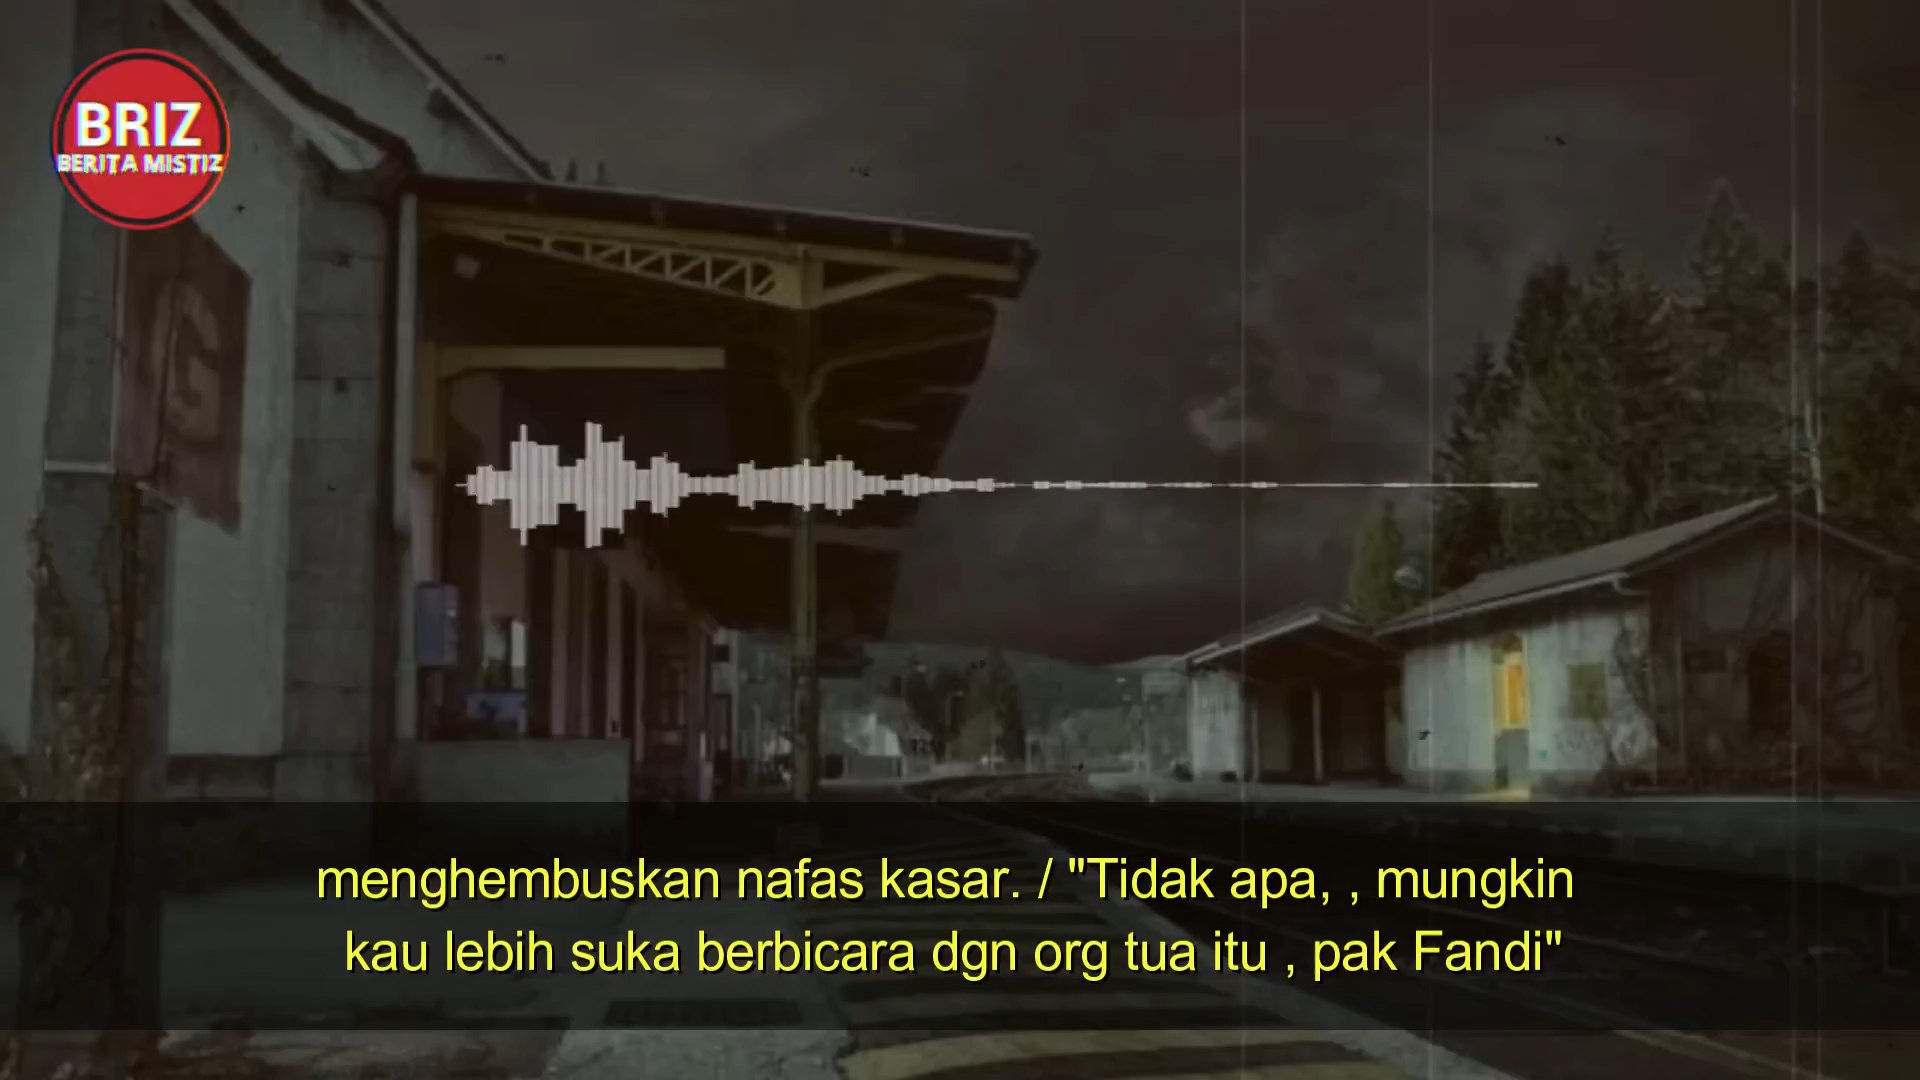 BRIZ
BERITA MISTIZ
menghembuskan nafas kasar. / "Tidak apa, , mungkin
kau lebih suka berbicara dgn org tua itu , pak Fandi"